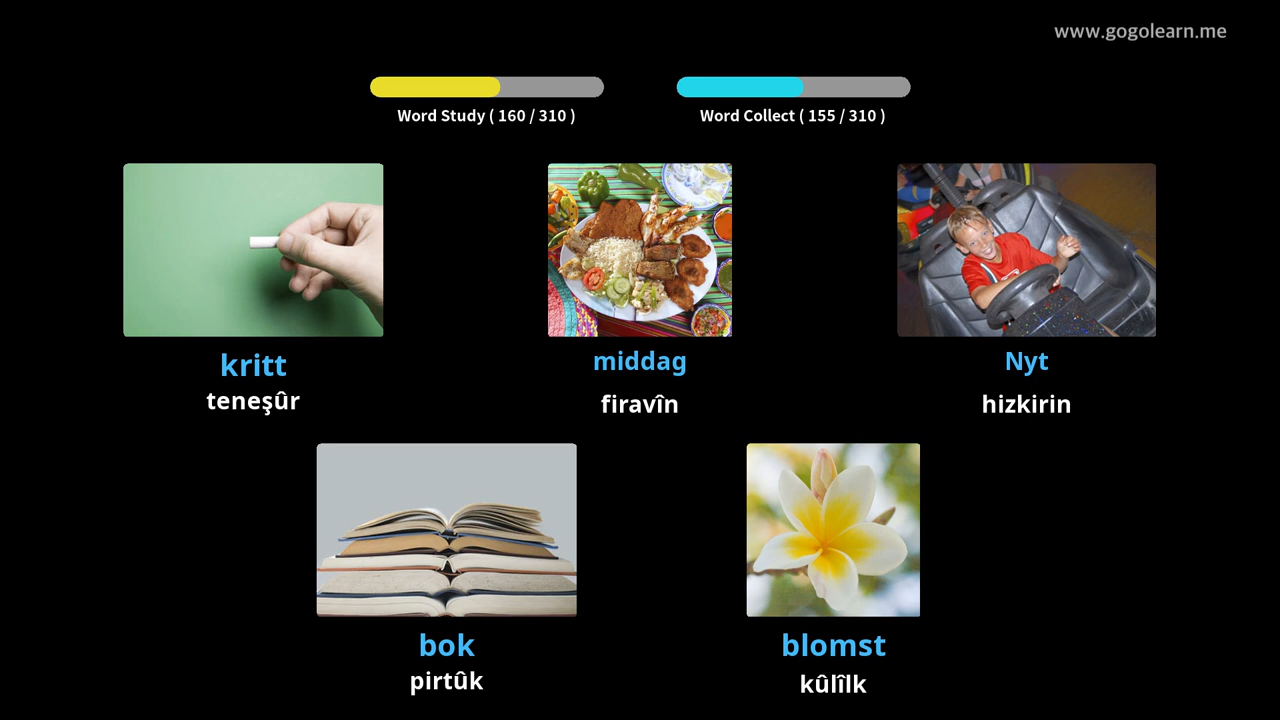 www.gogolearn.me
Word Study ( 160 / 310 )
Word Collect ( 155 / 310 )
kritt
teneşûr
middag
firavîn
Nyt
hizkirin
bok
pirtûk
blomst
kûlîlk